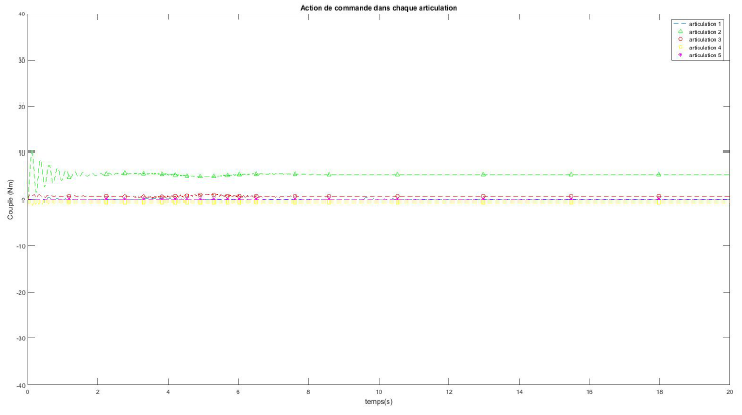 Action de commande dans chaque articulation
40
30
20
10
0
-10
-20
-30
-40
Couple (Nm)
0 2 4 6 8 10 12 14 16 18 20
temps(s)
articulation 1
articulation 2
articulation 3
articulation 4
articulation 5